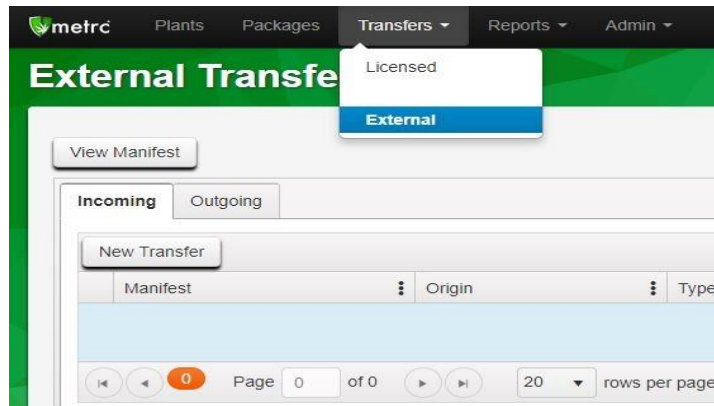 metrc Plants Packages Transfers Reports Admin
External Transfe
Licensed
External
View Manifest
Incoming Outgoing
New Transfer
Manifest Origin Type
0 Page 0 of 0 20 rows per page